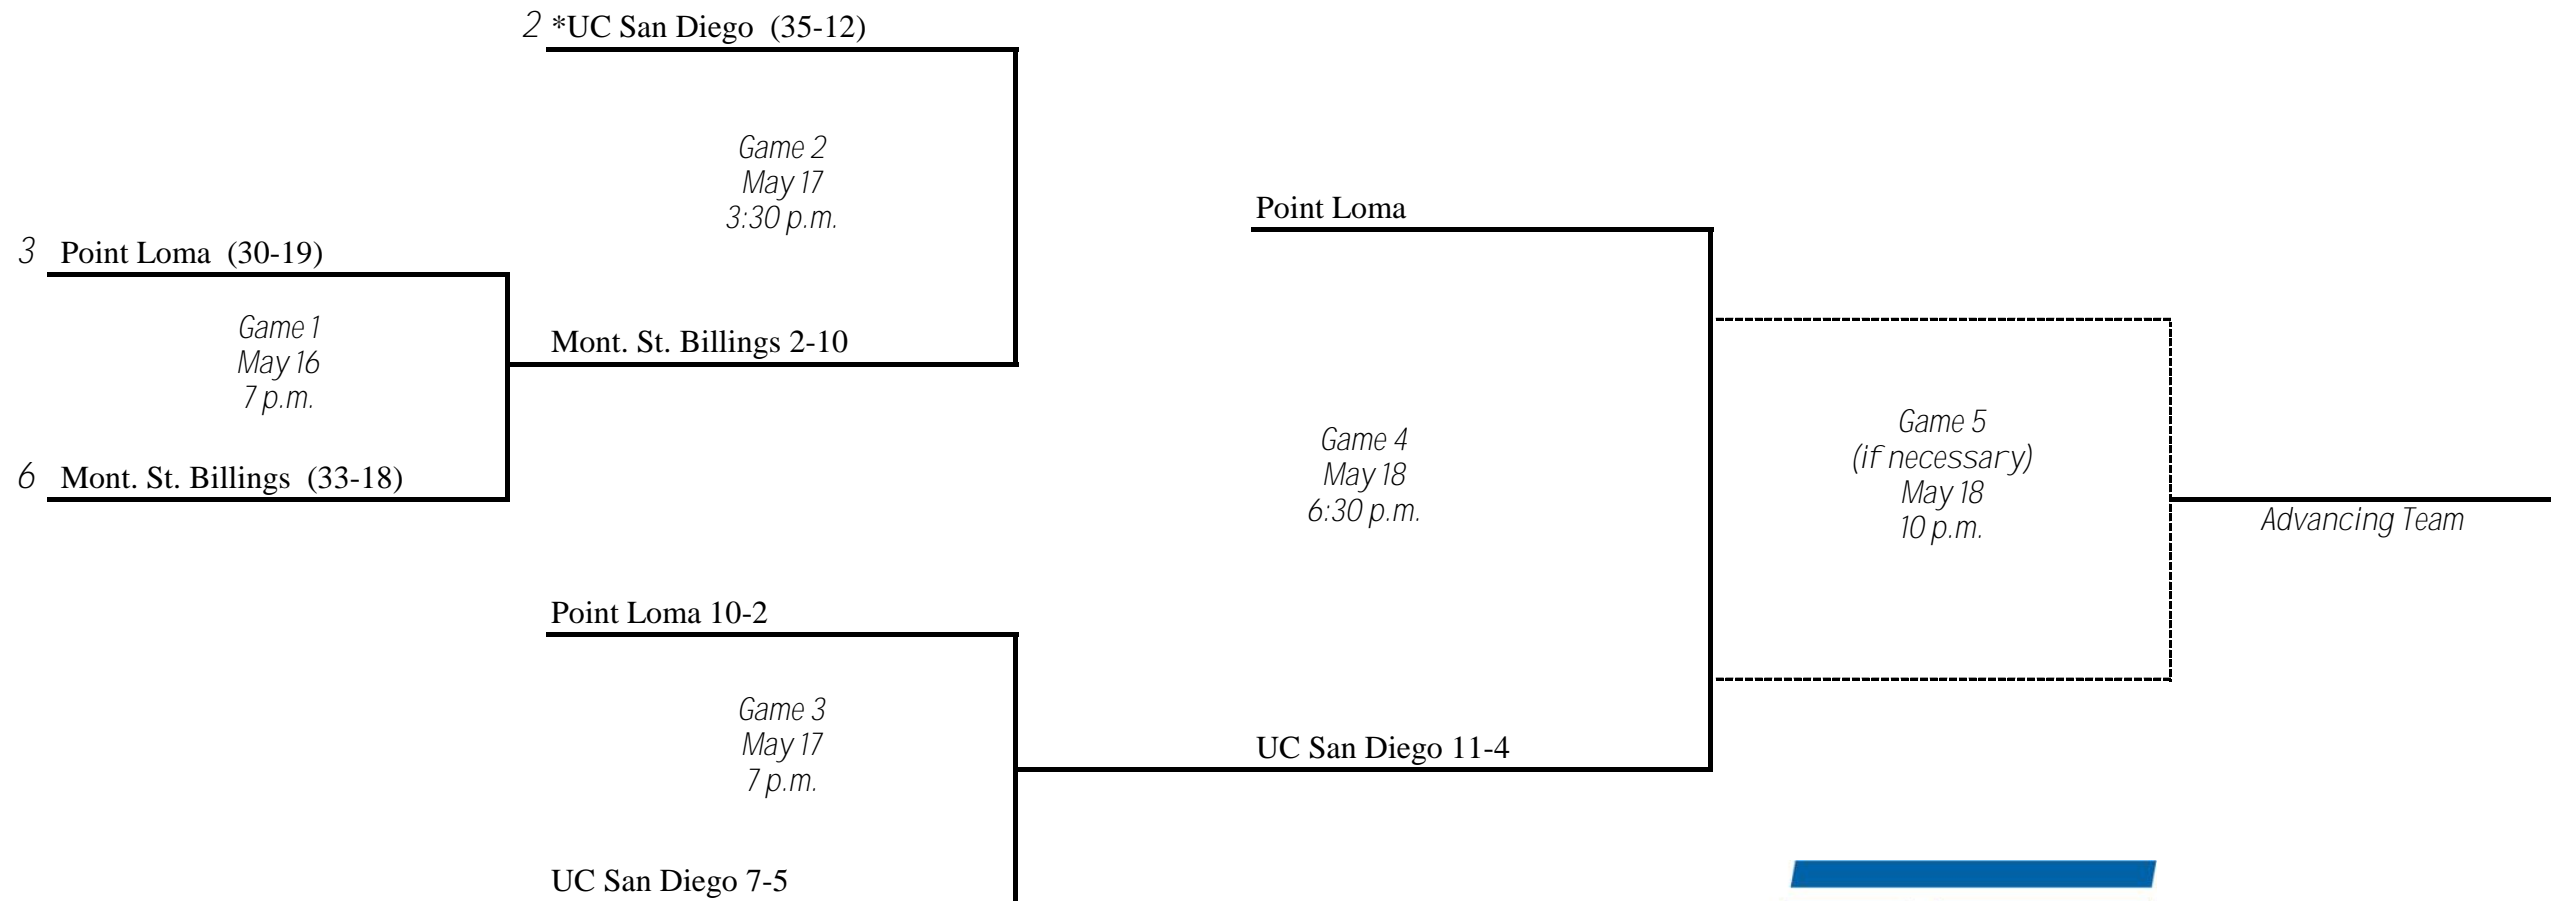 2 *UC San Diego (35-12)
Game 2
May 17
3:30 p.m.
Point Loma
3 Point Loma (30-19)
Game 1
May 16
7 p.m.
Mont. St. Billings 2-10
Game 4
May 18
6:30 p.m.
Game 5
(if necessary)
May 18
10 p.m.
6 Mont. St. Billings (33-18)
Advancing Team
Point Loma 10-2
Game 3
May 17
7 p.m.
UC San Diego 11-4
UC San Diego 7-5